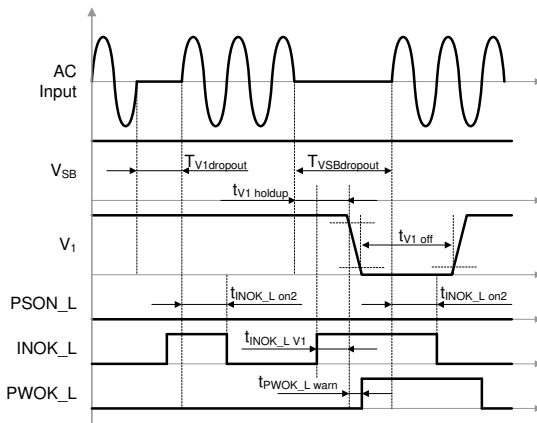 AC
Input
VSB
TV1dropout
TVSBdropout
tV1 holdup
V1
tV1 off
PSON_L
tINOK_L on2
tINOK_L on2
INOK_L
tINOK_L V1
PWOK_L
tPWOK_L warn